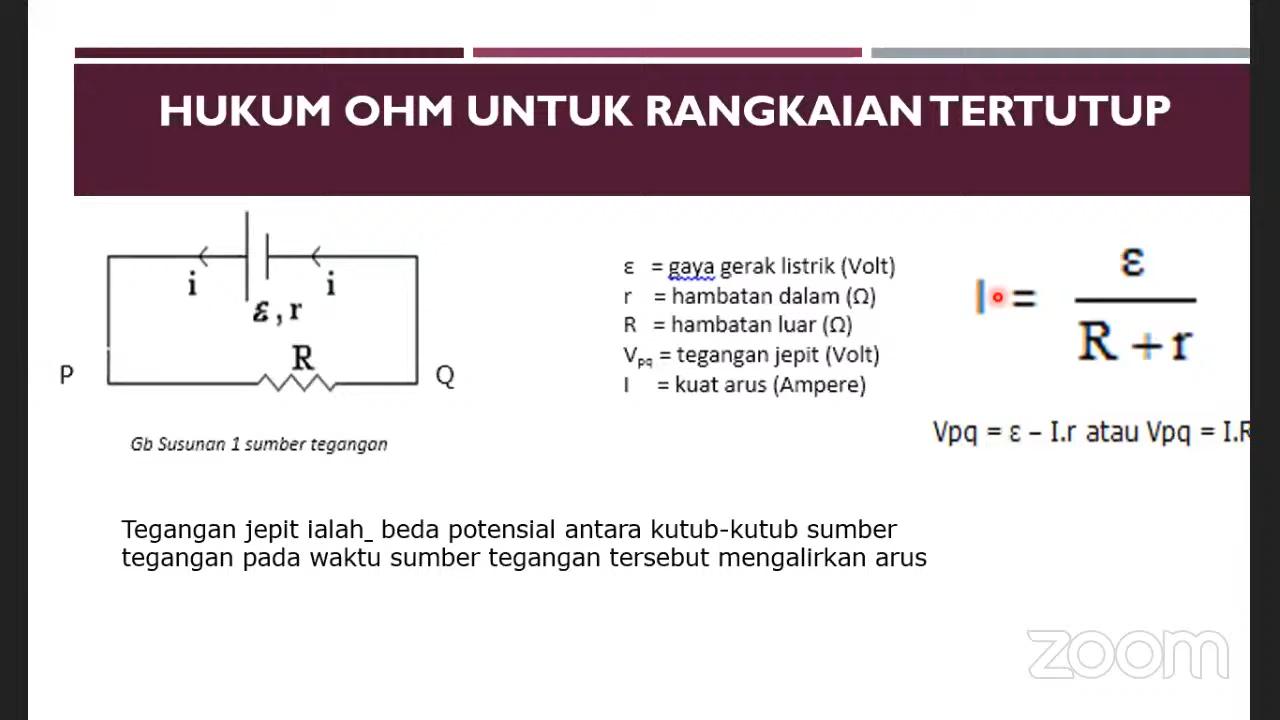 HUKUM OHM UNTUK RANGKAIAN TERTUTUP
i
i
ε, r
R
P
Q
Gb Susunan 1 sumber tegangan
ε = gaya gerak listrik (Volt)
r = hambatan dalam (Ω)
R = hambatan luar (Ω)
Vpq = tegangan jepit (Volt)
I = kuat arus (Ampere)
I = ε
R + r
Vpq = ε – I.r atau Vpq = I.R
Tegangan jepit ialah_ beda potensial antara kutub-kutub sumber
tegangan pada waktu sumber tegangan tersebut mengalirkan arus
zoom